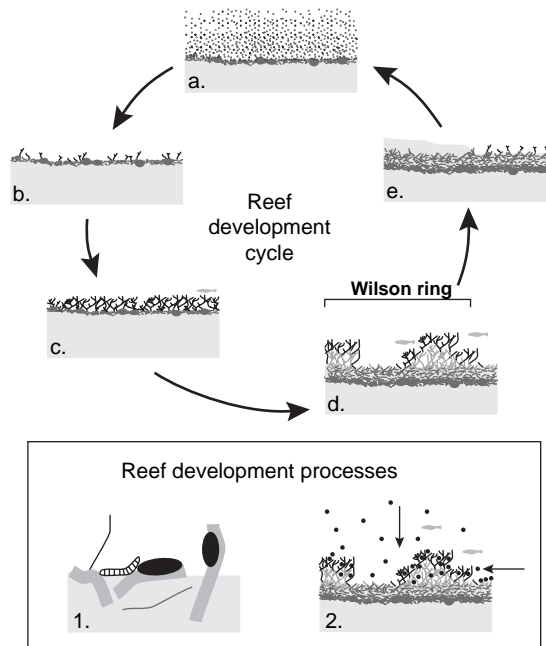 a.
b.
e.
Reef
development
cycle
Wilson ring
c.
d.
Reef development processes
1.
2.